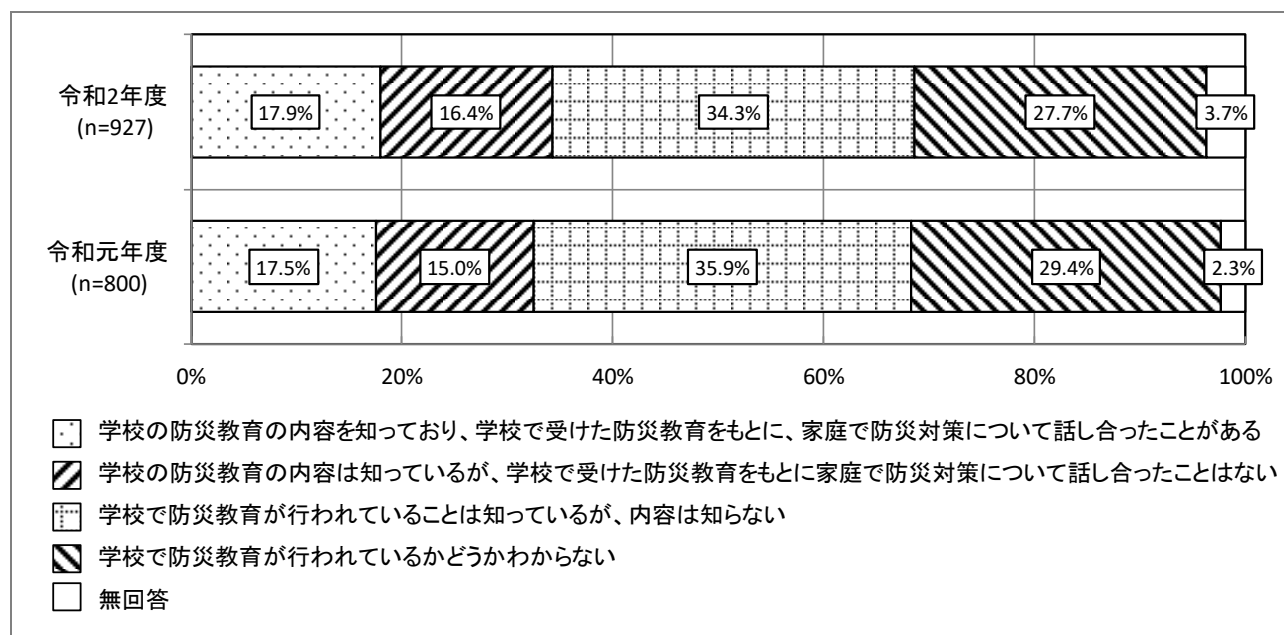 令和2年度
(n=927)
17.9%
16.4%
34.3%
27.7%
3.7%
令和元年度
(n=800)
17.5%
15.0%
35.9%
29.4%
2.3%
0%
20%
40%
60%
80%
100%
学校の防災教育の内容を知っており、学校で受けた防災教育をもとに、家庭で防災対策について話し合ったことがある
学校の防災教育の内容は知っているが、学校で受けた防災教育をもとに家庭で防災対策について話し合ったことはない
学校で防災教育が行われていることは知っているが、内容は知らない
学校で防災教育が行われているかどうかわからない
無回答